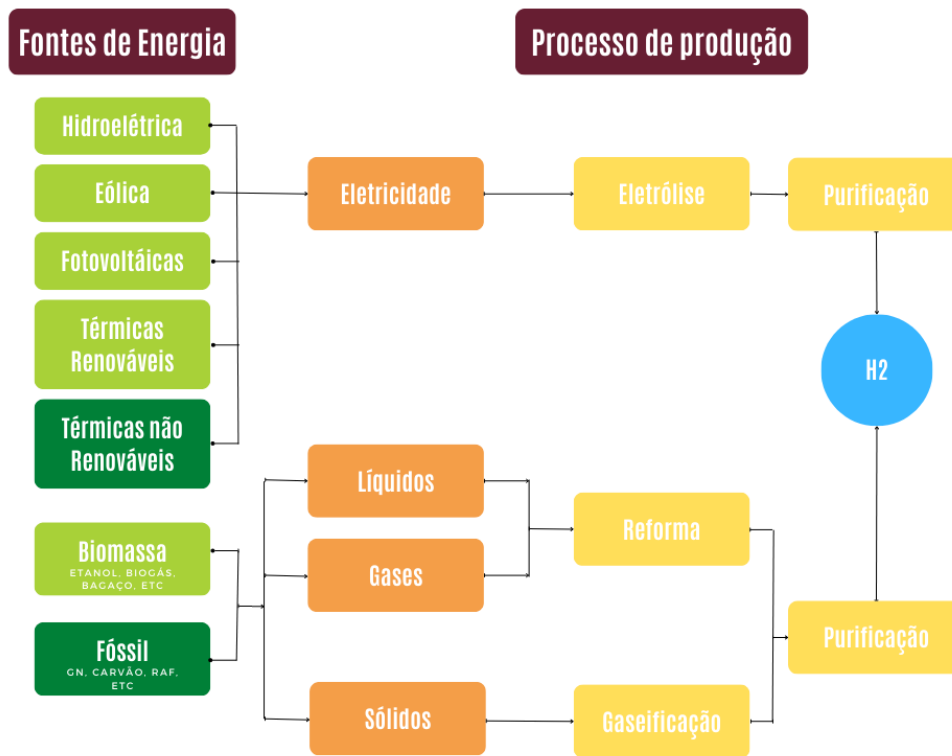 Fontes de Energia
Processo de produção
Hidroelétrica
Eólica
Fotovoltáicas
Térmicas
Renováveis
Térmicas não
Renováveis
Biomassa
ETANOL, BIOGÁS,
BAGAÇO, ETC
Fóssil
GN, CARVÃO, RAF,
ETC
Eletricidade
Líquidos
Gases
Sólidos
Eletrólise
Reforma
Gaseificação
Purificação
H2
Purificação